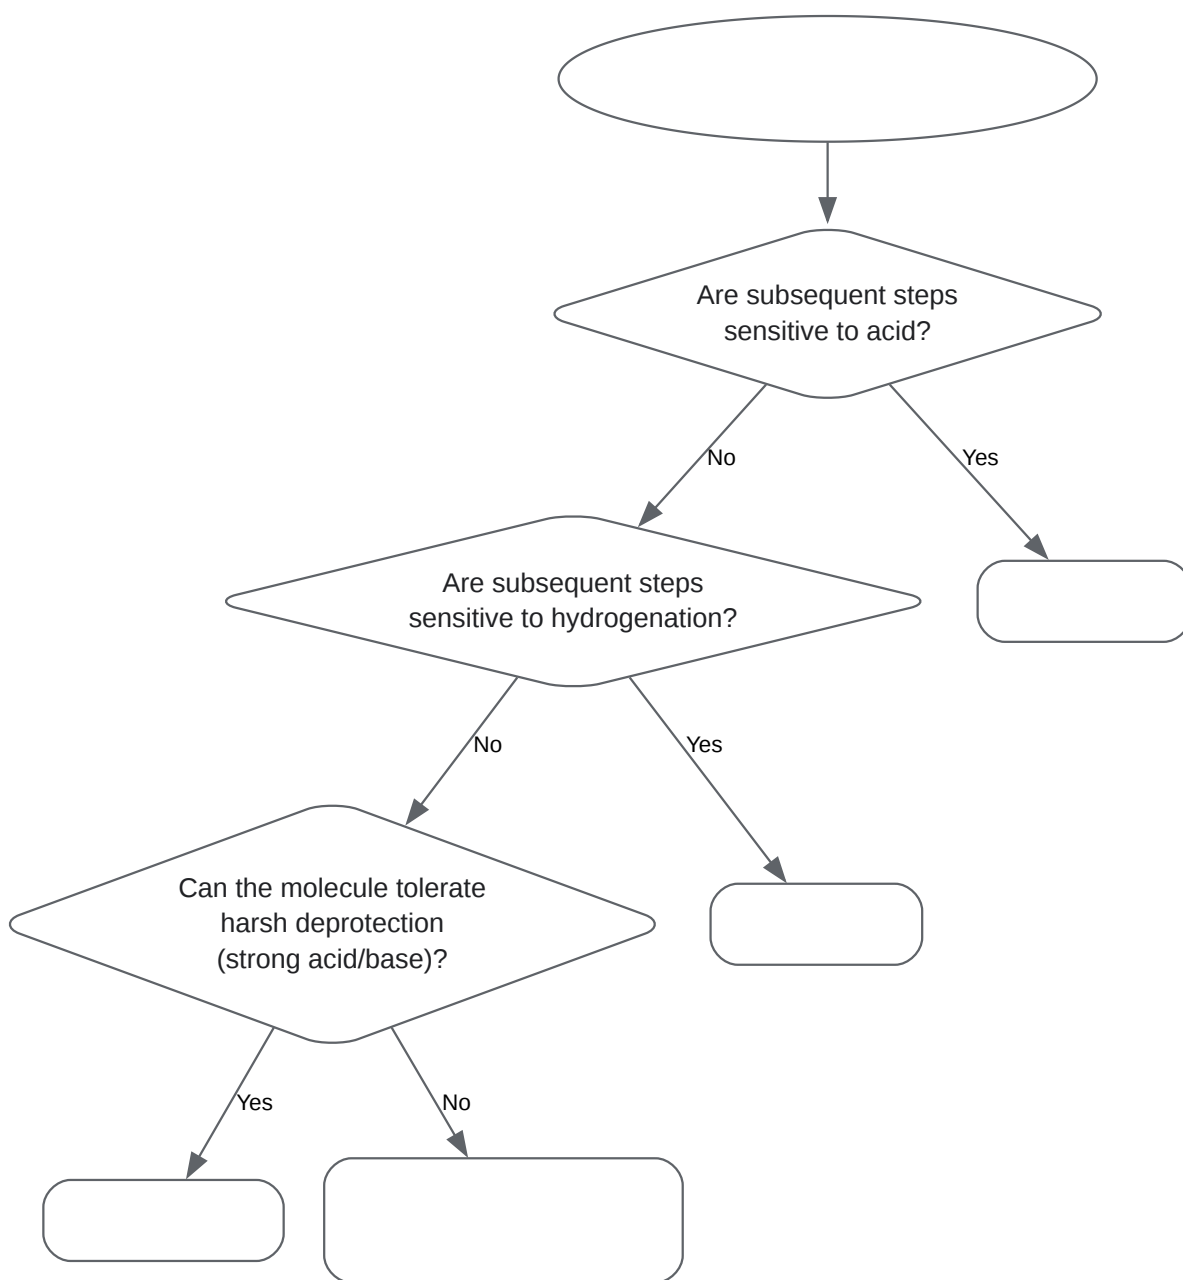 Are subsequent steps
sensitive to acid?
No
Yes
Are subsequent steps
sensitive to hydrogenation?
No
Yes
Can the molecule tolerate
harsh deprotection
(strong acid/base)?
Yes
No